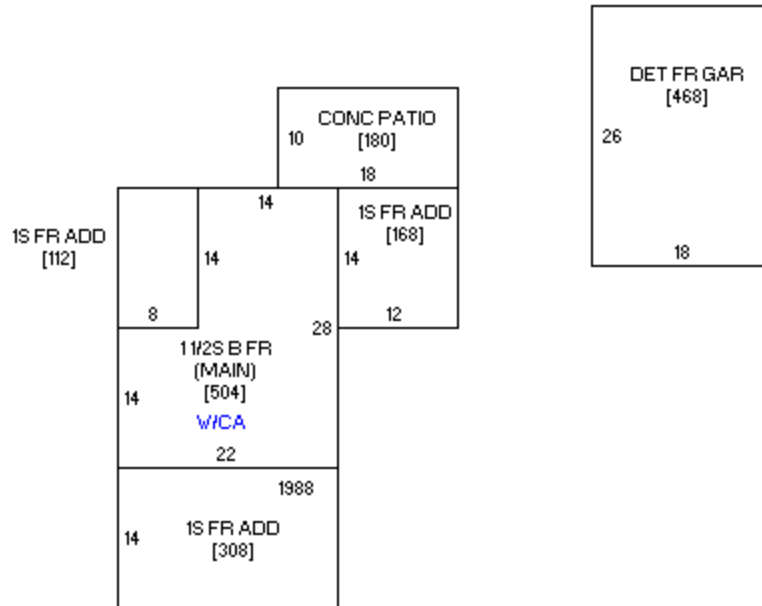 DET FR GAR
[468]
26
18
CONC PATIO
[180]
10
18
14
1S FR ADD
[168]
14
12
1S FR ADD
[112]
14
8
28
1 1/2S B FR
(MAIN)
[504]
W/CA
14
22
1988
1S FR ADD
[308]
14